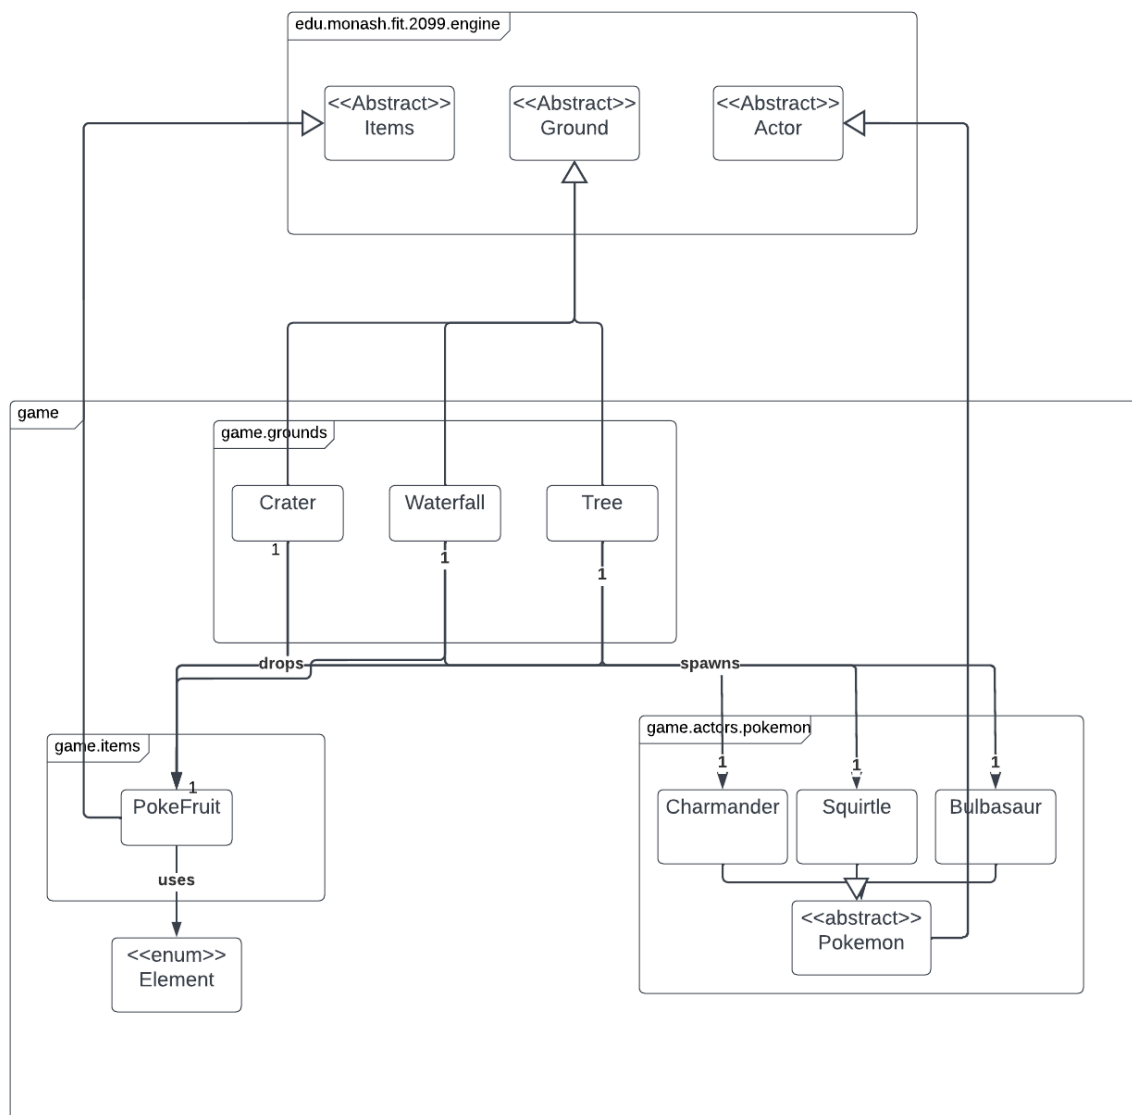 edu.monash.fit.2099.engine
<<Abstract>>
Items
<<Abstract>>
Ground
<<Abstract>>
Actor
game
game.grounds
Crater
Waterfall
Tree
1
1
1
drops
spawns
game.items
1
PokeFruit
uses
<<enum>>
Element
game.actors.pokemon
1
1
1
Charmander
Squirtle
Bulbasaur
<<abstract>>
Pokemon